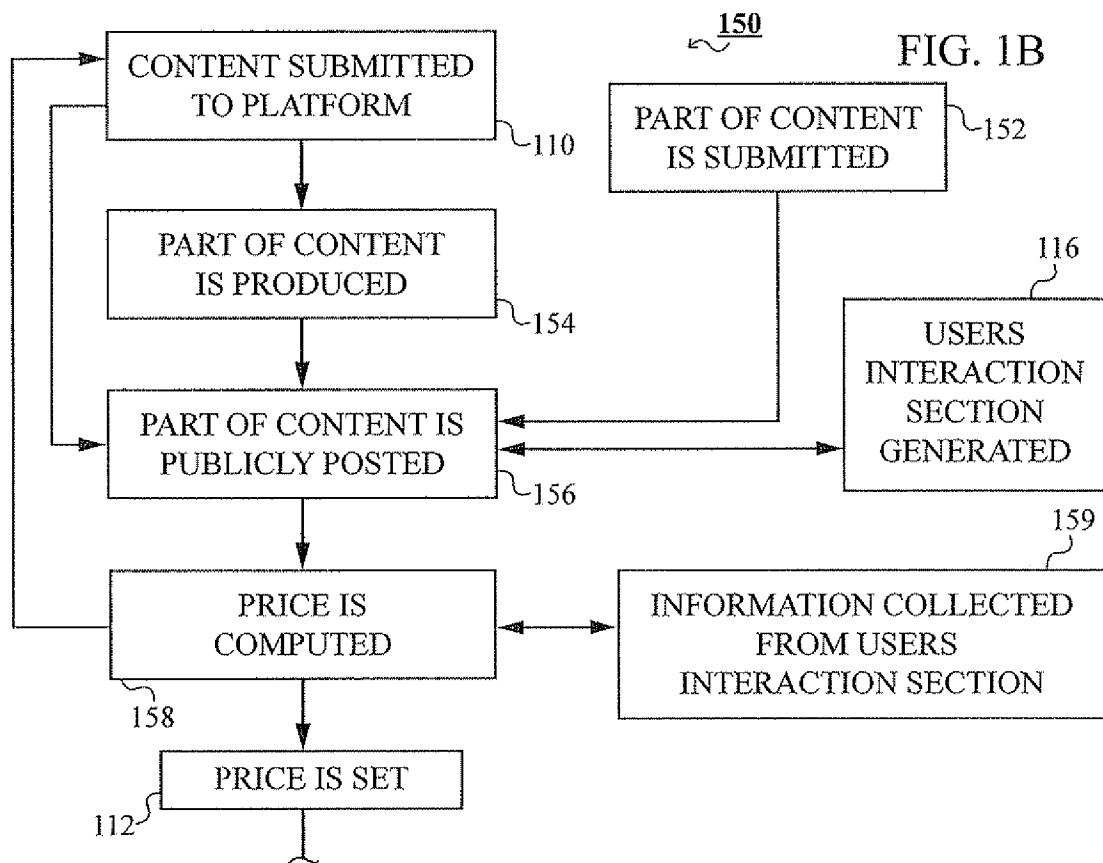 150
FIG. 1B
CONTENT SUBMITTED
TO PLATFORM
110
PART OF CONTENT
IS SUBMITTED
152
PART OF CONTENT
IS PRODUCED
154
116
USERS
INTERACTION
SECTION
GENERATED
PART OF CONTENT IS
PUBLICLY POSTED
156
159
PRICE IS
COMPUTED
158
INFORMATION COLLECTED
FROM USERS
INTERACTION SECTION
PRICE IS SET
112